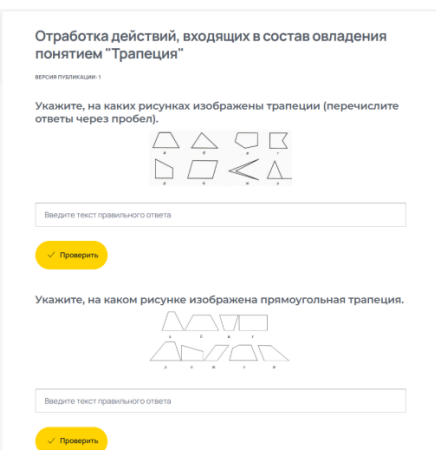 Отработка действий, входящих в состав овладения
понятием "Трапеция"
ВЕРСИЯ ПУБЛИКАЦИИ: 1
Укажите, на каких рисунках изображены трапеции (перечислите
ответы через пробел).
Введите текст правильного ответа
Проверить
Укажите, на каком рисунке изображена прямоугольная трапеция.
Введите текст правильного ответа
Проверить